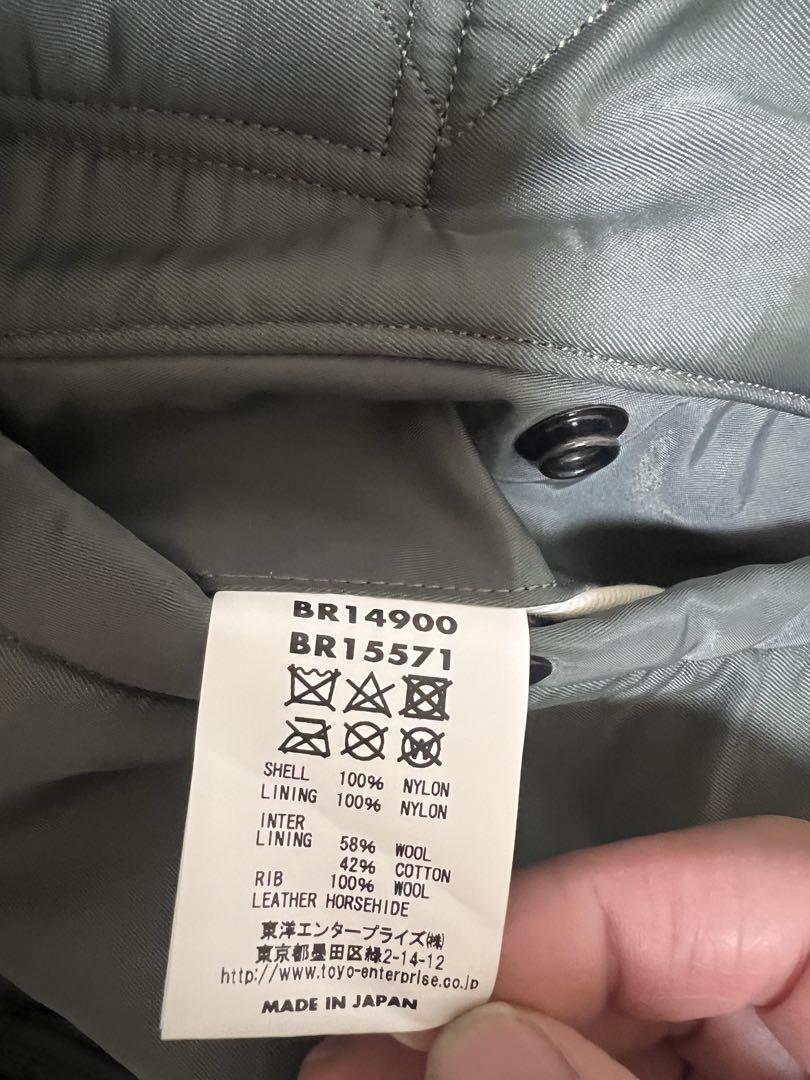 BR14900
BR15571
SHELL 100% NYLON
LINING 100% NYLON
INTER
LINING 58% WOOL
42% COTTON
RIB 100% WOOL
LEATHER HORSEHIDE
東洋エンタープライズ㈱
東京都墨田区緑2-14-12
http://www.toyo-enterprise.co.jp
MADE IN JAPAN